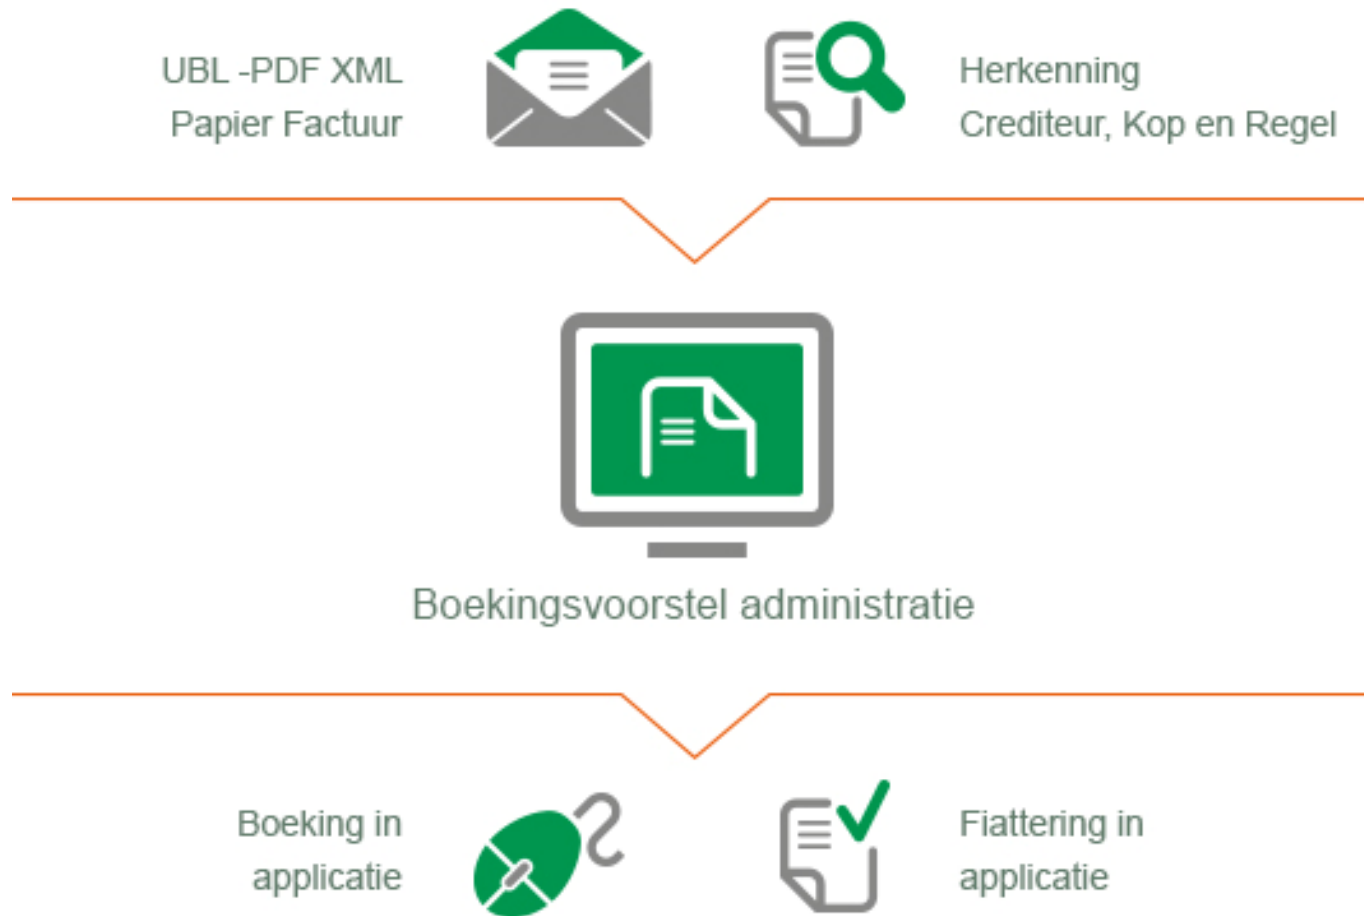 UBL -PDF XML
Papier Factuur
Herkenning
Crediteur, Kop en Regel
Boekingsvoorstel administratie
Boeking in
applicatie
Fiattering in
applicatie